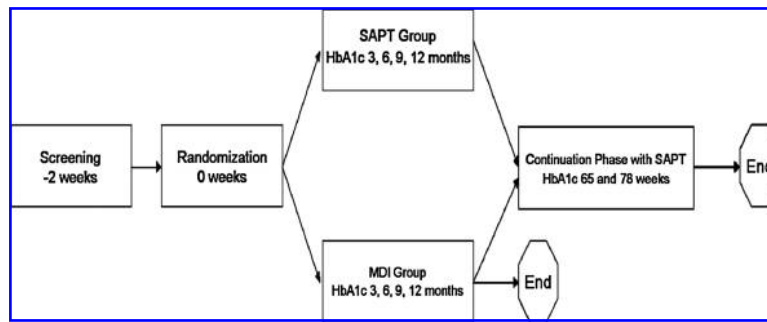 SAPT Group
HbA1c 3, 6, 9, 12 months
Screening
-2 weeks
Randomization
0 weeks
Continuation Phase with SAPT
HbA1c 65 and 78 weeks
End
MDI Group
HbA1c 3, 6, 9, 12 months
End